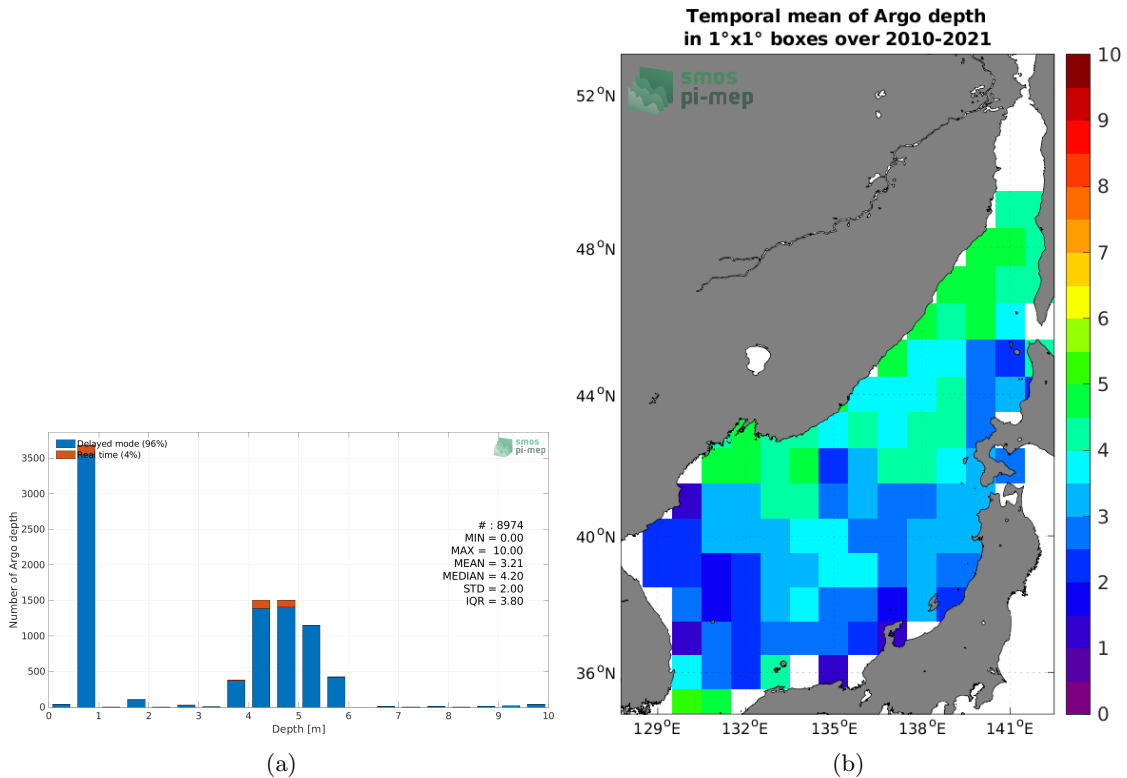 Temporal mean of Argo depth
in 1°x1° boxes over 2010-2021
smos
pi-mep
52°N
48°N
44°N
40°N
36°N
129°E
132°E
135°E
138°E
141°E
10
9
8
7
6
5
4
3
2
1
0
Delayed mode (96%)
Real time (4%)
smos
pi-mep
# : 8974
MIN = 0.00
MAX = 10.00
MEAN = 3.21
MEDIAN = 4.20
STD = 2.00
IQR = 3.80
Number of Argo depth
3500
3000
2500
2000
1500
1000
500
0
0 1 2 3 4 5 6 7 8 9 10
Depth [m]
(a)
(b)